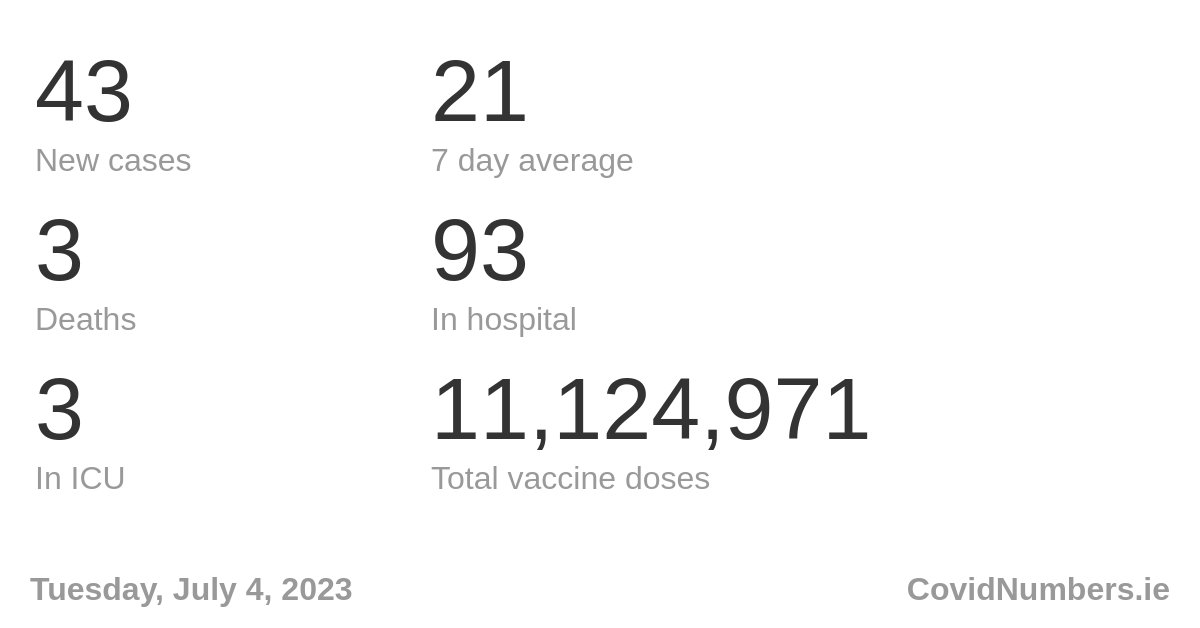 43 21
New cases 7 day average
3 93
Deaths In hospital
3 11,124,971
In ICU Total vaccine doses
Tuesday, July 4, 2023 CovidNumbers.ie